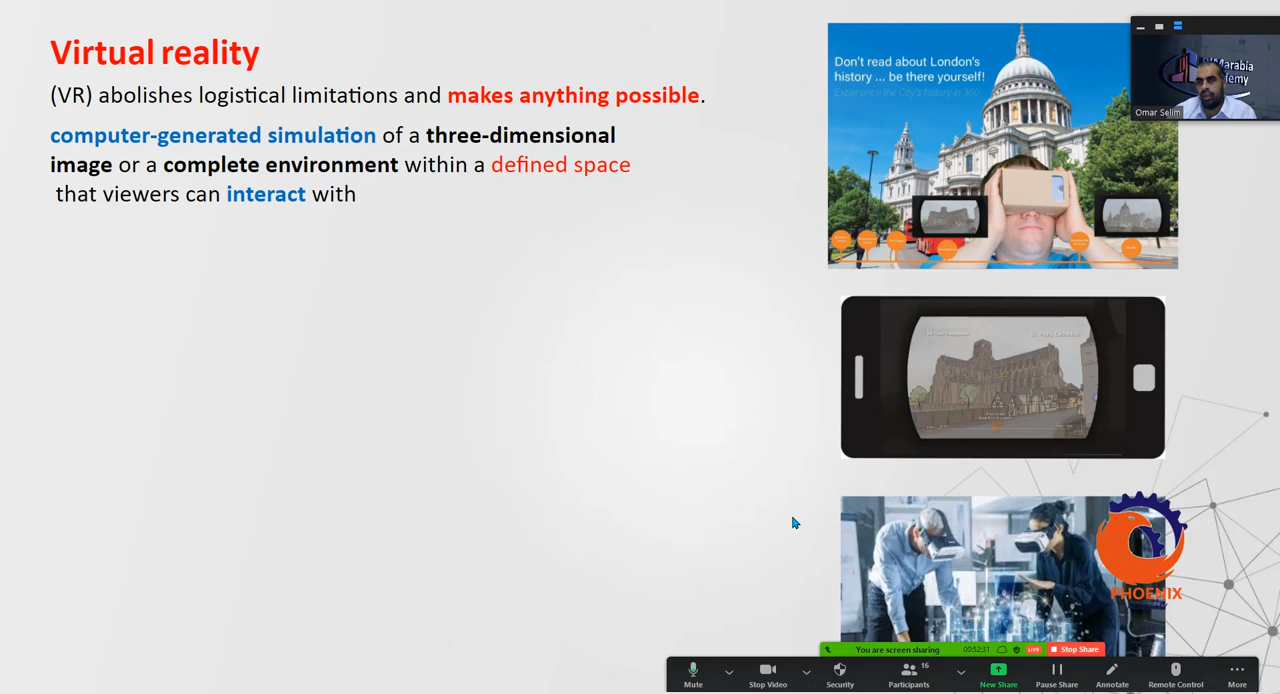 Virtual reality
(VR) abolishes logistical limitations and makes anything possible.
computer-generated simulation of a three-dimensional
image or a complete environment within a defined space
that viewers can interact with
Don't read about London's
history ... be there yourself!
Experience the City's history in 360
Omar Selim
PHOENIX
You are screen sharing
00:52:31
LIVE
Stop Share
Mute
Stop Video
Security
Participants
16
New Share
Pause Share
Annotate
Remote Control
More